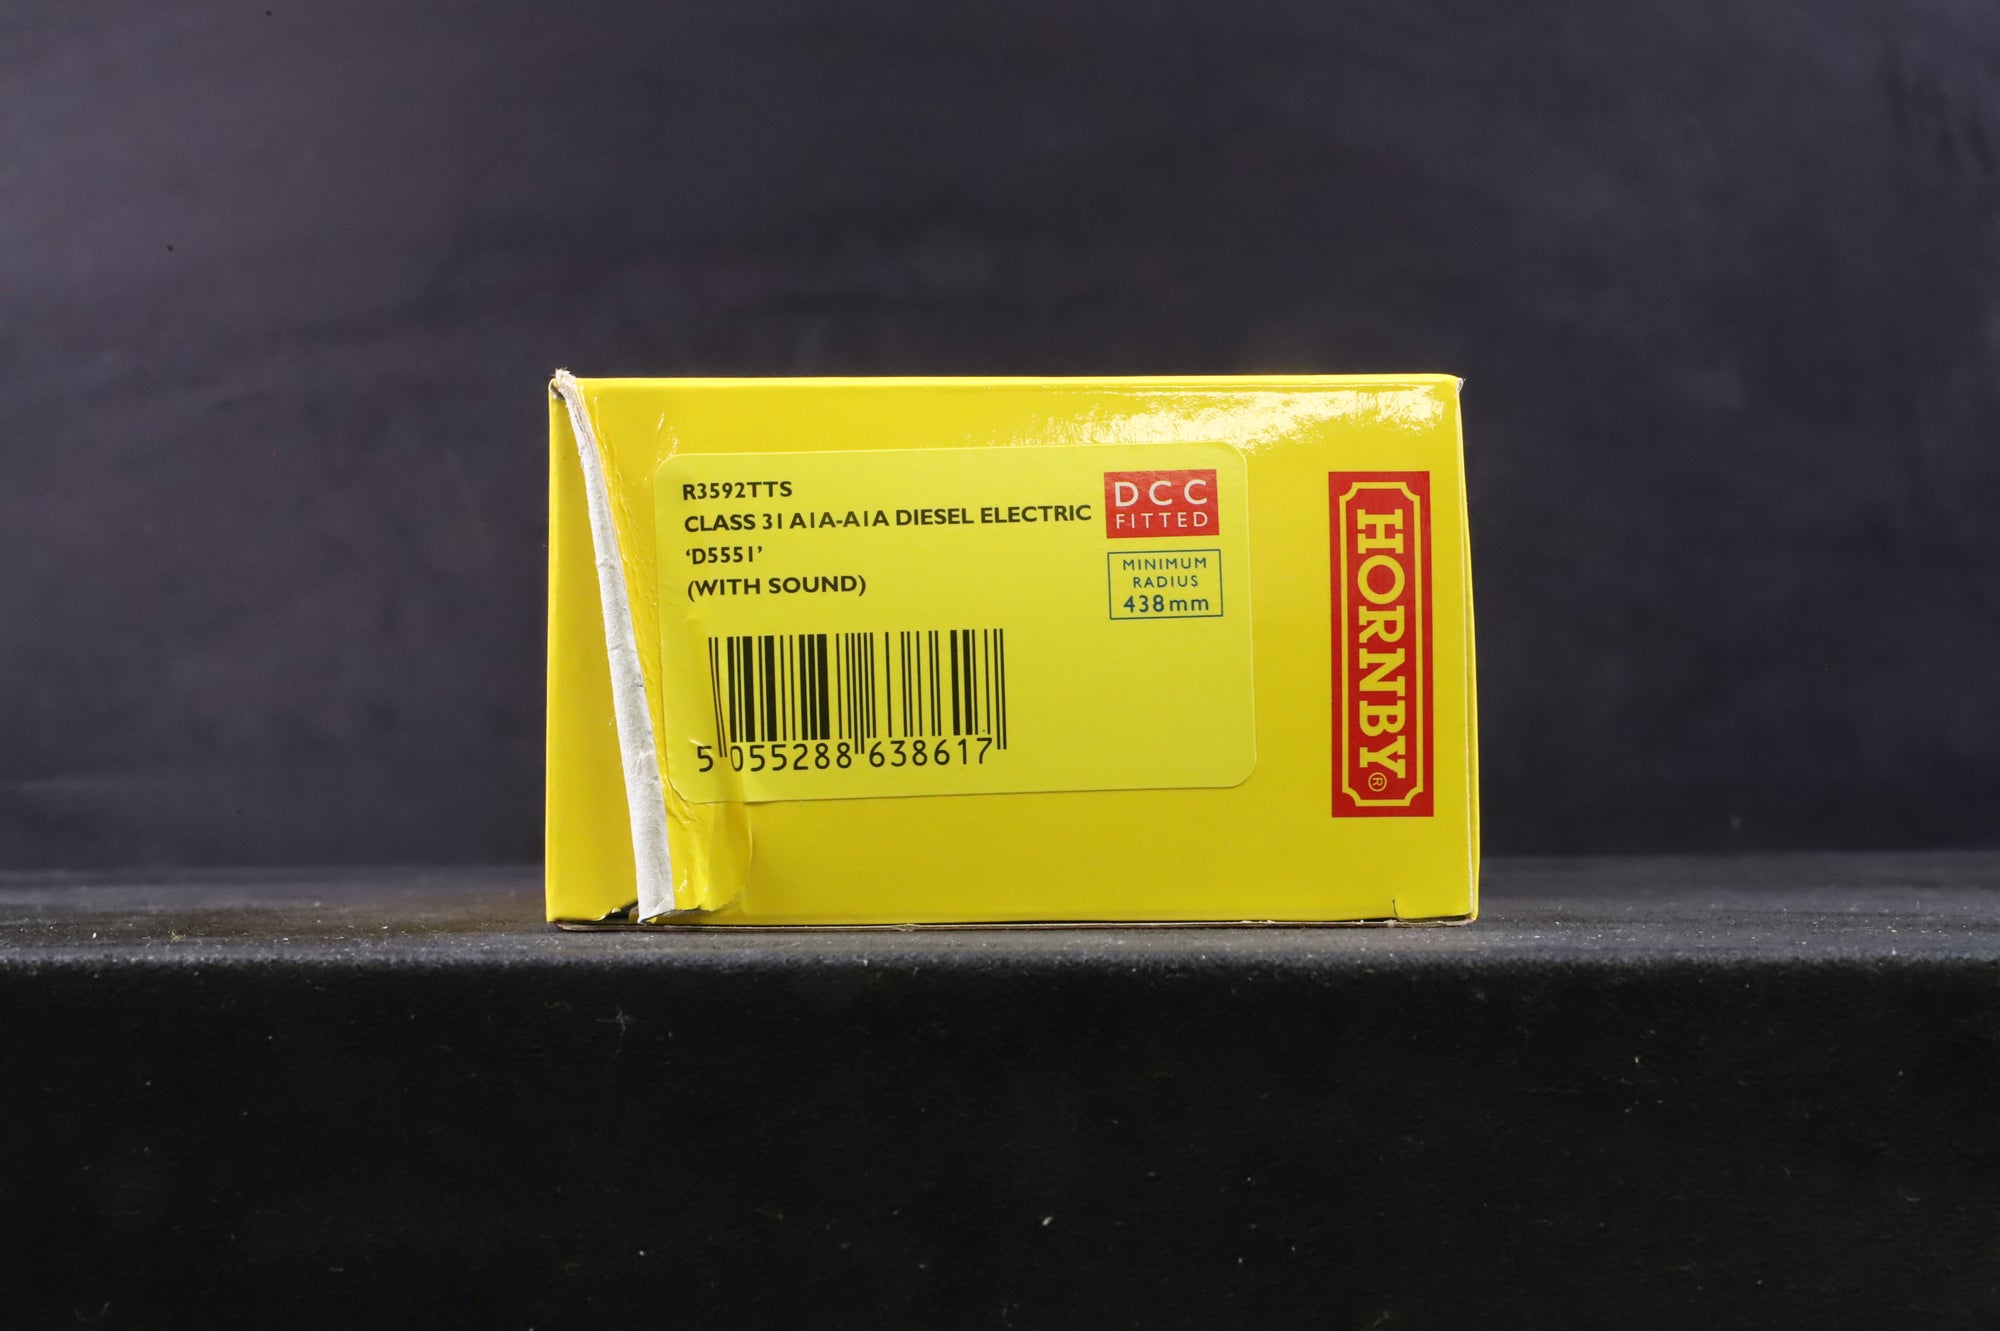 R3592TTS
CLASS 31 A1A-A1A DIESEL ELECTRIC
‘D5551’
(WITH SOUND)
5 055288 638617
DCC
FITTED
MINIMUM
RADIUS
438mm
HORNBY®